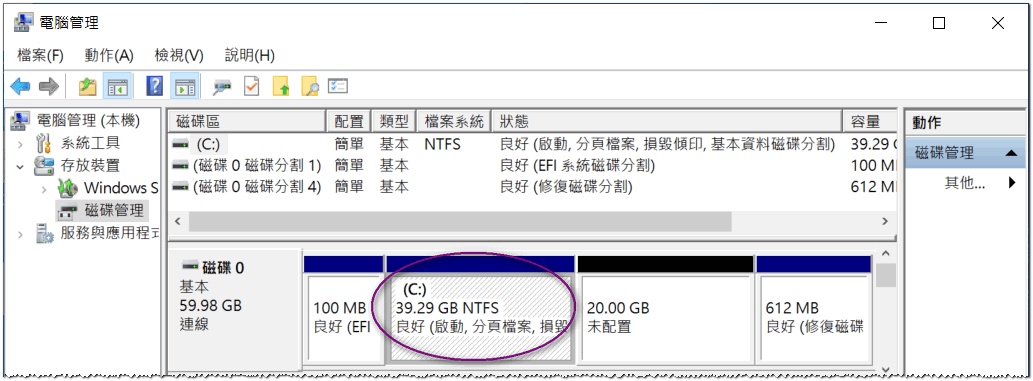 電腦管理
檔案(F) 動作(A) 檢視(V) 說明(H)
電腦管理 (本機)
系統工具
存放裝置
Windows S
磁碟管理
服務與應用程式
磁碟區 配置 類型 檔案系統 狀態 容量
(C:) 簡單 基本 NTFS 良好 (啟動, 分頁檔案, 損毀傾印, 基本資料磁碟分割) 39.29 G
(磁碟 0 磁碟分割 1) 簡單 基本 良好 (EFI 系統磁碟分割) 100 M
(磁碟 0 磁碟分割 4) 簡單 基本 良好 (修復磁碟分割) 612 M
磁碟 0
基本
59.98 GB
連線
100 MB
良好 (EFI
(C:)
39.29 GB NTFS
良好 (啟動, 分頁檔案, 損毀
20.00 GB
未配置
612 MB
良好 (修復磁碟
動作
磁碟管理
其他...